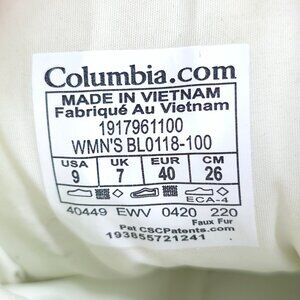 Columbia.com
MADE IN VIETNAM
Fabriqué Au Vietnam
1917961100
WMN'S BL0118-100
USA UK EUR CM
9 7 40 26
ECA-4
40449 EWV 0420 220
Faux Fur
Pat CSCPatents.com
193855721241